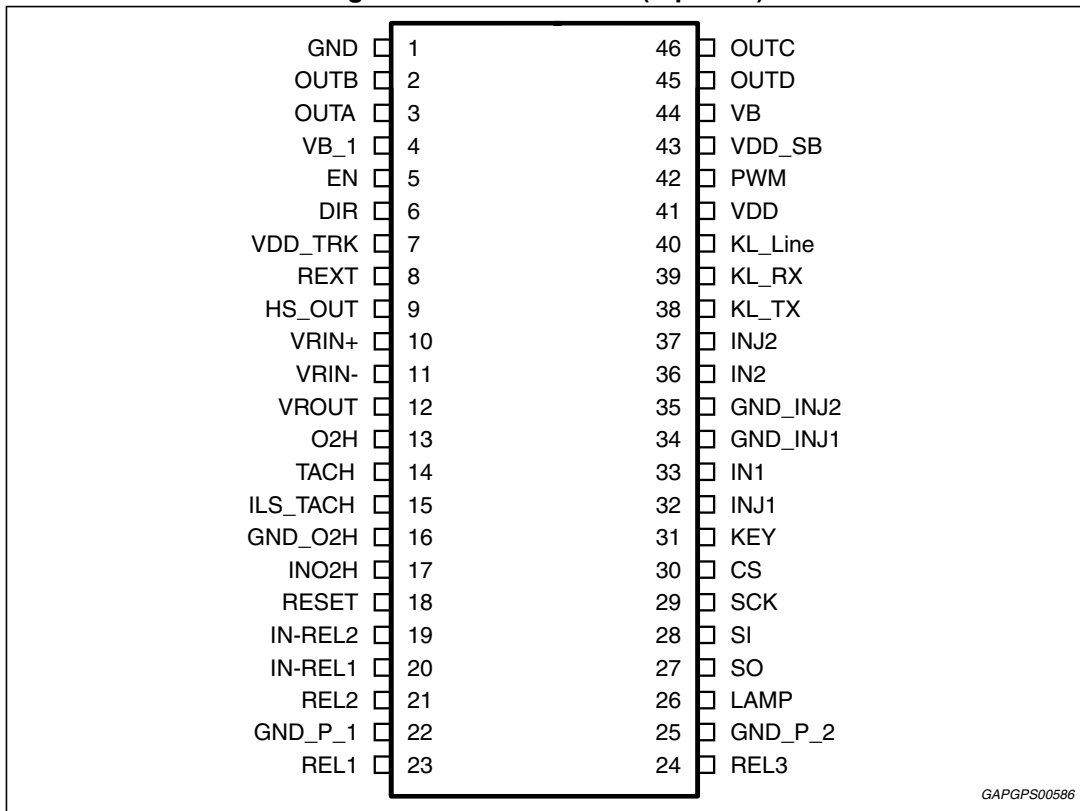 GND 1 46 OUTC
OUTB 2 45 OUTD
OUTA 3 44 VB
VB_1 4 43 VDD_SB
EN 5 42 PWM
DIR 6 41 VDD
VDD_TRK 7 40 KL_Line
REXT 8 39 KL_RX
HS_OUT 9 38 KL_TX
VRIN+ 10 37 INJ2
VRIN- 11 36 IN2
VROUT 12 35 GND_INJ2
O2H 13 34 GND_INJ1
TACH 14 33 IN1
ILS_TACH 15 32 INJ1
GND_O2H 16 31 KEY
INO2H 17 30 CS
RESET 18 29 SCK
IN-REL2 19 28 SI
IN-REL1 20 27 SO
REL2 21 26 LAMP
GND_P_1 22 25 GND_P_2
REL1 23 24 REL3
GAPGPS00586